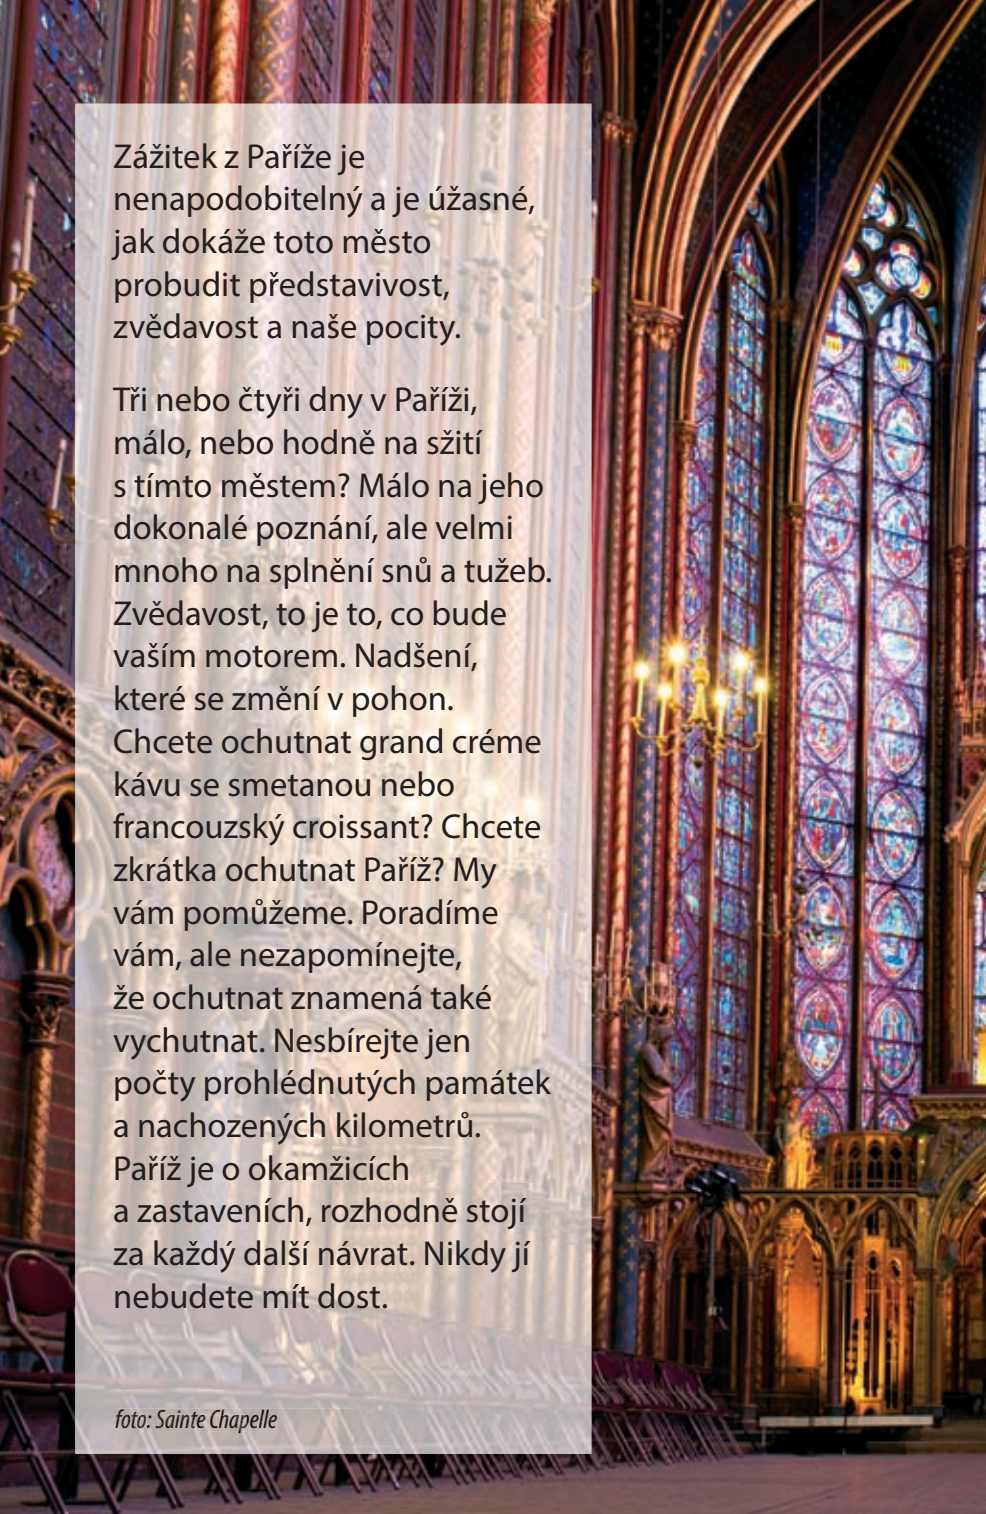 Zážitek z Paříže je
nenapodobitelný a je úžasné,
jak dokáže toto město
probudit představivost,
zvědavost a naše pocity.
Tři nebo čtyři dny v Paříži,
málo, nebo hodně na sžití
s tímto městem? Málo na jeho
dokonalé poznání, ale velmi
mnoho na splnění snů a tužeb.
Zvědavost, to je to, co bude
vaším motorem. Nadšení,
které se změní v pohon.
Chcete ochutnat grand créme
kávu se smetanou nebo
francouzský croissant? Chcete
zkrátka ochutnat Paříž? My
vám pomůžeme. Poradíme
vám, ale nezapomínejte,
že ochutnat znamená také
vychutnat. Nesbírejte jen
počty prohlédnutých památek
a nachozených kilometrů.
Paříž je o okamžicích
a zastaveních, rozhodně stojí
za každý další návrat. Nikdy jí
nebudete mít dost.
foto: Sainte Chapelle